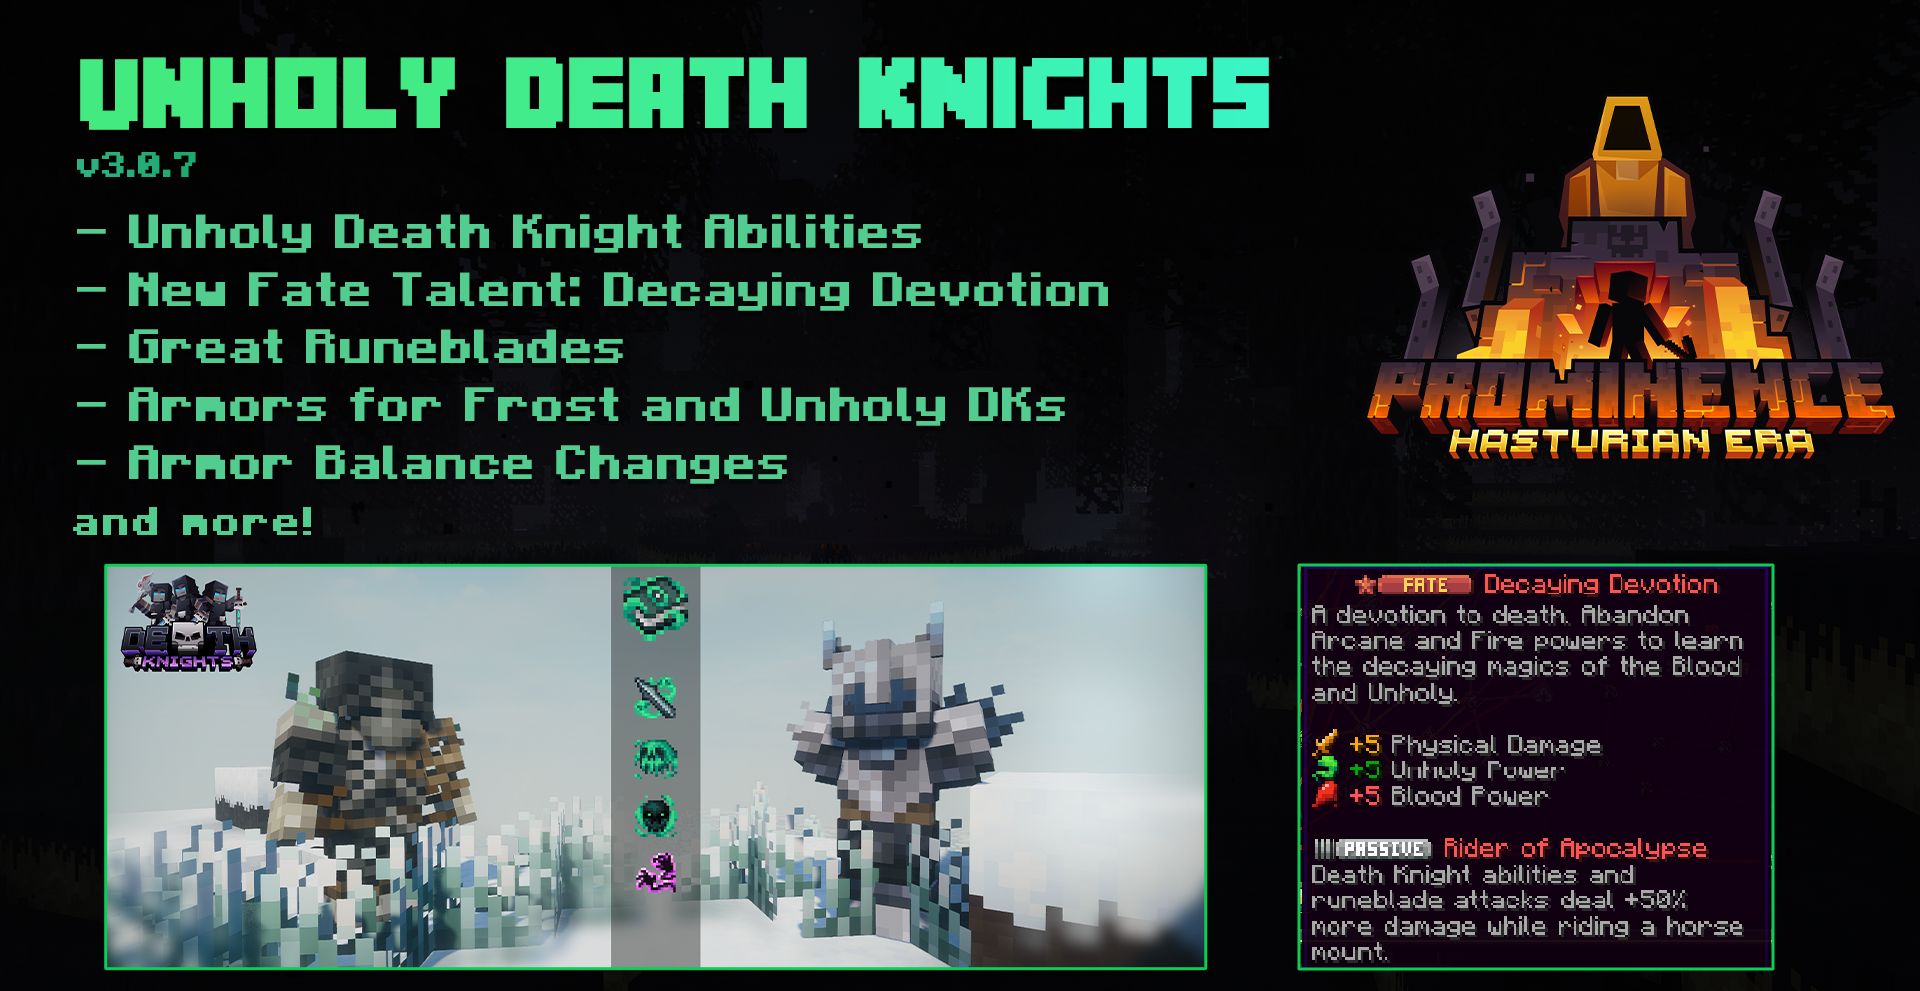 UNHOLY DEATH KNIGHTS
v3.0.7
- Unholy Death Knight Abilities
- New Fate Talent: Decaying Devotion
- Great Runeblades
- Armors for Frost and Unholy DKs
- Armor Balance Changes
and more!
PROMINENCE
HASTURIAN ERA
DEATH
KNIGHTS
FATE Decaying Devotion
A devotion to death. Abandon
Arcane and Fire powers to learn
the decaying magics of the Blood
and Unholy.
+5 Physical Damage
+5 Unholy Power
+5 Blood Power
PASSIVE Rider of Apocalypse
Death Knight abilities and
runeblade attacks deal +50%
more damage while riding a horse
mount.